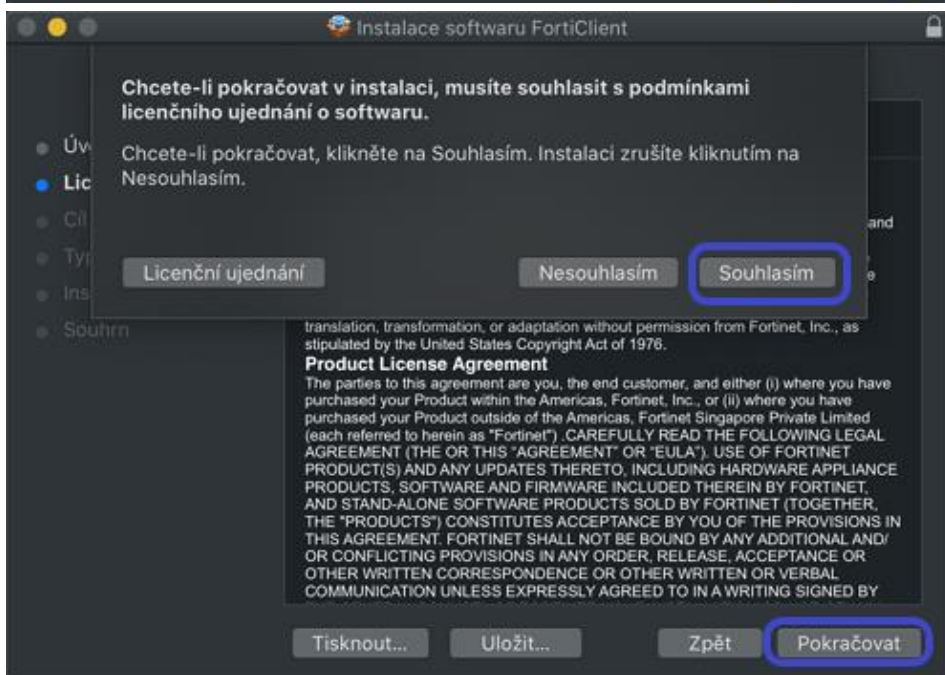 Instalace softwaru FortiClient
Chcete-li pokračovat v instalaci, musíte souhlasit s podmínkami
licenčního ujednání o softwaru.
Chcete-li pokračovat, klikněte na Souhlasím. Instalaci zrušíte kliknutím na
Nesouhlasím.
Licenční ujednání
Nesouhlasím
Souhlasím
Úv
Lic
Cíl
Typ
Ins
Souhrn
and
e
translation, transformation, or adaptation without permission from Fortinet, Inc., as
stipulated by the United States Copyright Act of 1976.
Product License Agreement
The parties to this agreement are you, the end customer, and either (i) where you have
purchased your Product within the Americas, Fortinet, Inc., or (ii) where you have
purchased your Product outside of the Americas, Fortinet Singapore Private Limited
(each referred to herein as "Fortinet") .CAREFULLY READ THE FOLLOWING LEGAL
AGREEMENT (THE OR THIS "AGREEMENT" OR "EULA"). USE OF FORTINET
PRODUCT(S) AND ANY UPDATES THERETO, INCLUDING HARDWARE APPLIANCE
PRODUCTS, SOFTWARE AND FIRMWARE INCLUDED THEREIN BY FORTINET,
AND STAND-ALONE SOFTWARE PRODUCTS SOLD BY FORTINET (TOGETHER,
THE "PRODUCTS") CONSTITUTES ACCEPTANCE BY YOU OF THE PROVISIONS IN
THIS AGREEMENT. FORTINET SHALL NOT BE BOUND BY ANY ADDITIONAL AND/
OR CONFLICTING PROVISIONS IN ANY ORDER, RELEASE, ACCEPTANCE OR
OTHER WRITTEN CORRESPONDENCE OR OTHER WRITTEN OR VERBAL
COMMUNICATION UNLESS EXPRESSLY AGREED TO IN A WRITING SIGNED BY
Tisknout...
Uložit...
Zpět
Pokračovat